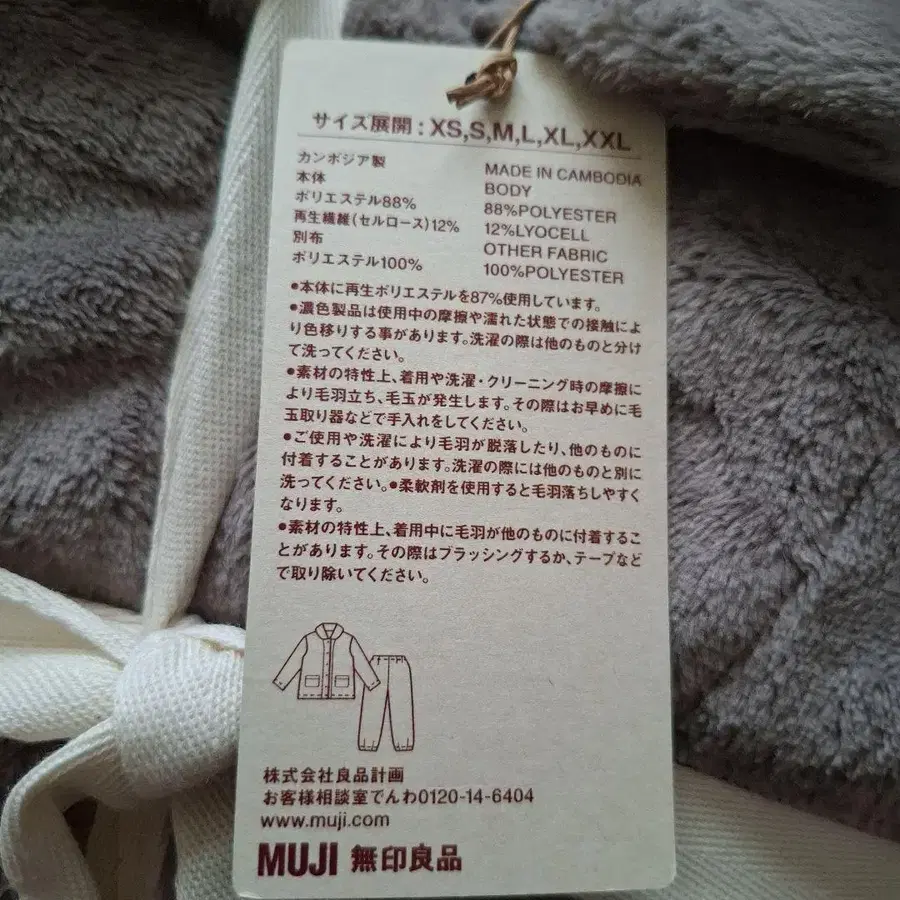 サイズ展開：XS,S,M,L,XL,XXL
カンボジア製
本体
ポリエステル88%
再生繊維(セルロース)12%
別布
ポリエステル100%
MADE IN CAMBODIA
BODY
88%POLYESTER
12%LYOCELL
OTHER FABRIC
100%POLYESTER
●本体に再生ポリエステルを87%使用しています。
●濃色製品は使用中の摩擦や濡れた状態での接触によ
り色移りする事があります。洗濯の際は他のものと分け
て洗ってください。
●素材の特性上、着用や洗濯・クリーニング時の摩擦に
より毛羽立ち、毛玉が発生します。その際はお早めに毛
玉取り器などで手入れをしてください。
●ご使用や洗濯により毛羽が脱落したり、他のものに
付着することがあります。洗濯の際には他のものと別に
洗ってください。●柔軟剤を使用すると毛羽落ちしやすく
なります。
●素材の特性上、着用中に毛羽が他のものに付着するこ
とがあります。その際はブラッシングするか、テープなど
で取り除いてください。
株式会社良品計画
お客様相談室でんわ0120-14-6404
www.muji.com
MUJI 無印良品